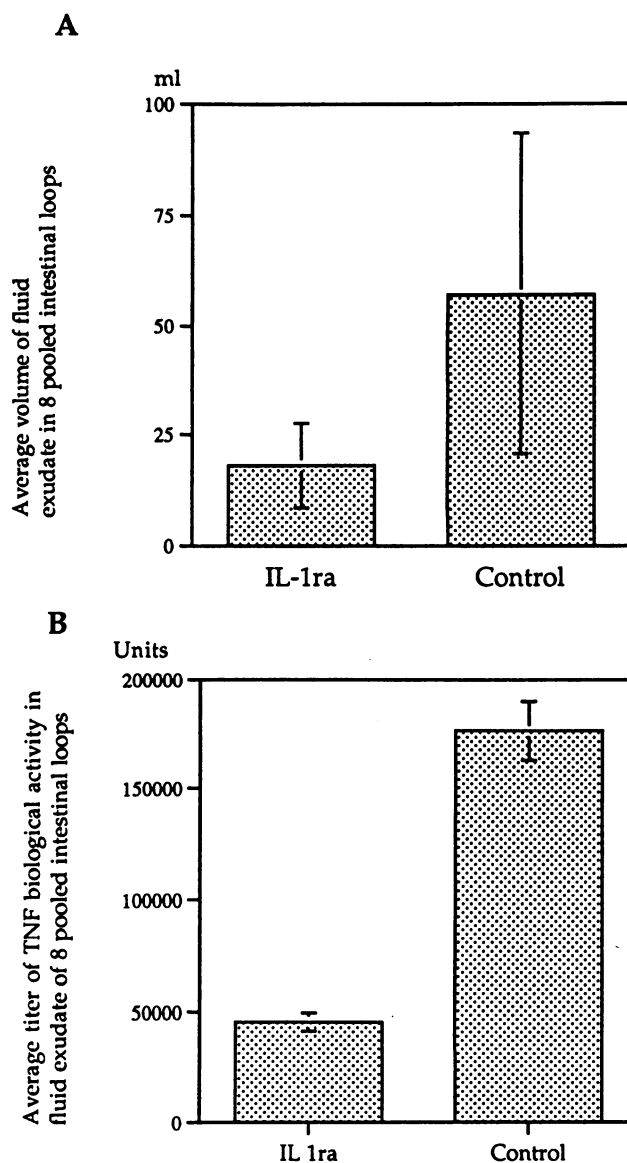 A
ml
100
75
50
25
0
Average volume of fluid
exudate in 8 pooled intestinal loops
IL-1ra Control
B
Units
200000
150000
100000
50000
0
Average titer of TNF biological activity in
fluid exudate of 8 pooled intestinal loops
IL 1ra Control